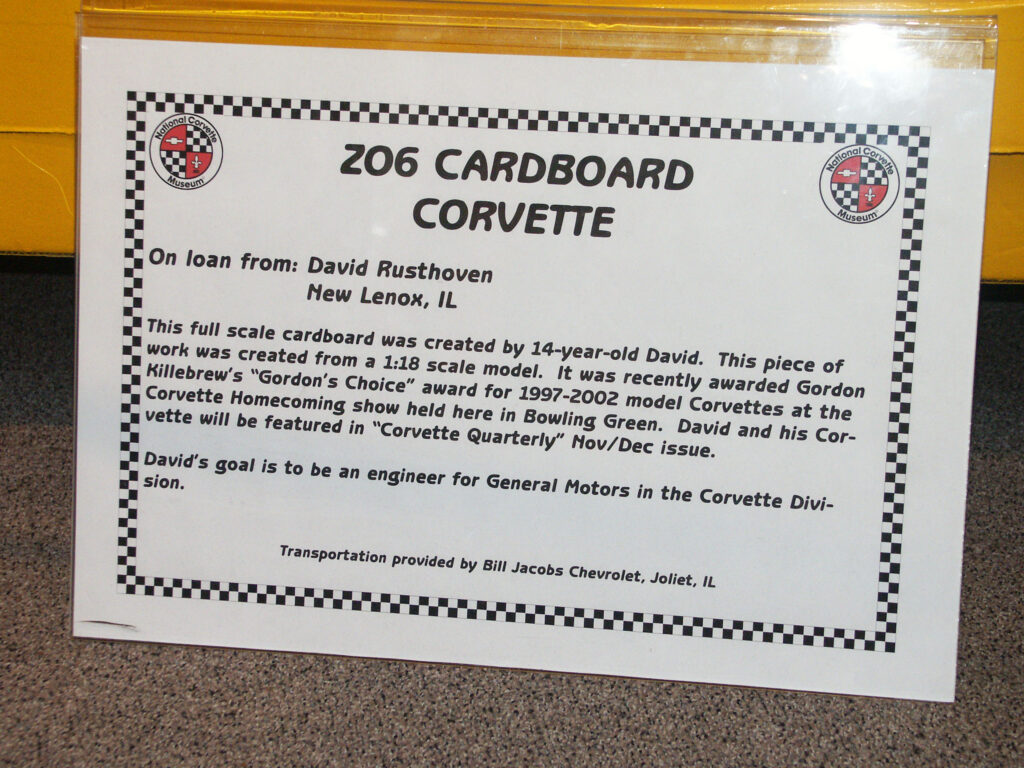 National Corvette
Museum
National Corvette
Museum
ZO6 CARDBOARD
CORVETTE
On loan from: David Rusthoven
New Lenox, IL
This full scale cardboard was created by 14-year-old David. This piece of
work was created from a 1:18 scale model. It was recently awarded Gordon
Killebrew's "Gordon's Choice" award for 1997-2002 model Corvettes at the
Corvette Homecoming show held here in Bowling Green. David and his Cor-
vette will be featured in "Corvette Quarterly" Nov/Dec issue.
David's goal is to be an engineer for General Motors in the Corvette Divi-
sion.
Transportation provided by Bill Jacobs Chevrolet, Joliet, IL